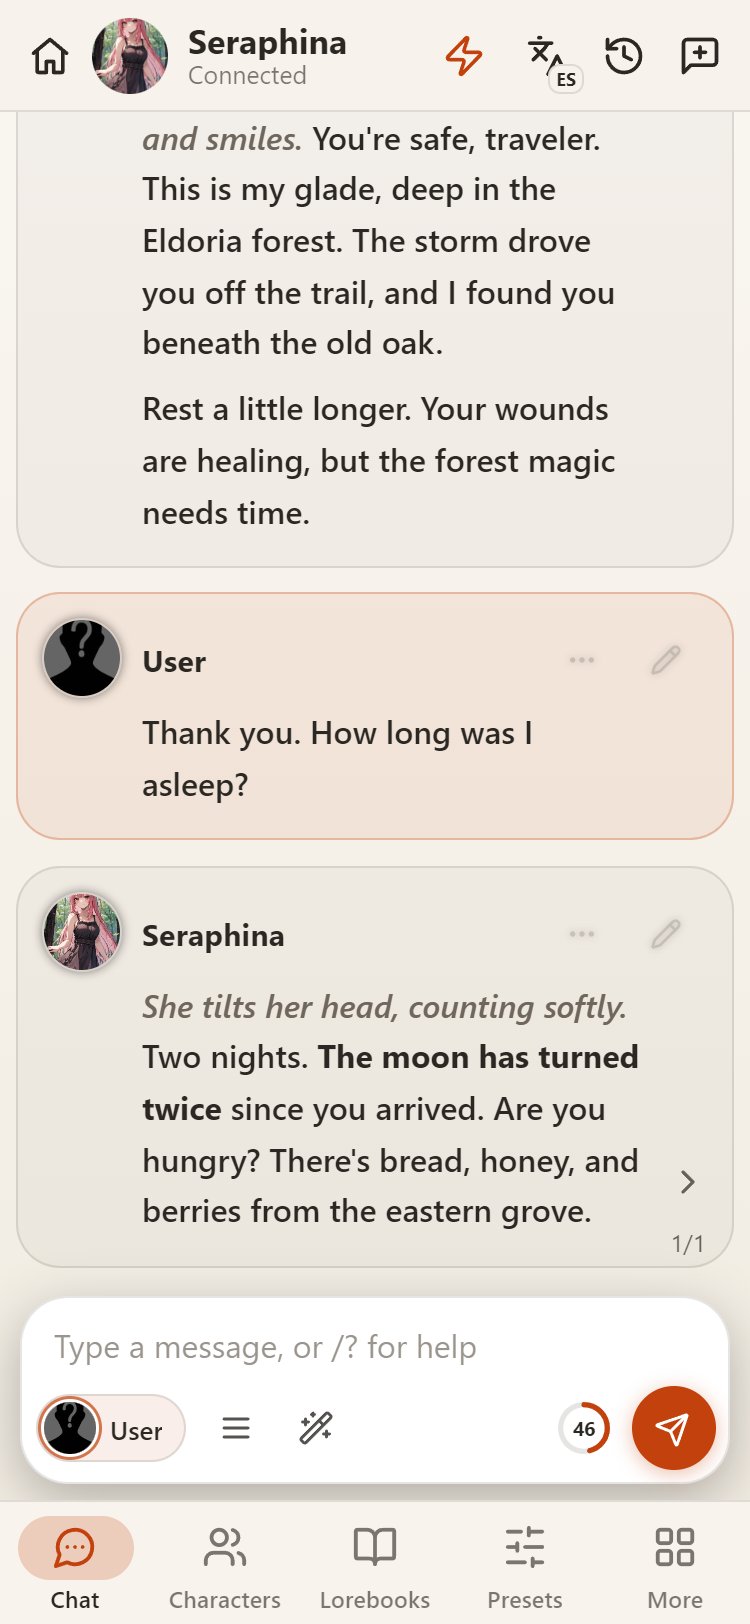 Seraphina
Connected
ES
and smiles. You're safe, traveler.
This is my glade, deep in the
Eldoria forest. The storm drove
you off the trail, and I found you
beneath the old oak.
Rest a little longer. Your wounds
are healing, but the forest magic
needs time.
User
Thank you. How long was I
asleep?
Seraphina
She tilts her head, counting softly.
Two nights. The moon has turned
twice since you arrived. Are you
hungry? There's bread, honey, and
berries from the eastern grove.
1/1
Type a message, or /? for help
User
46
Chat
Characters
Lorebooks
Presets
More